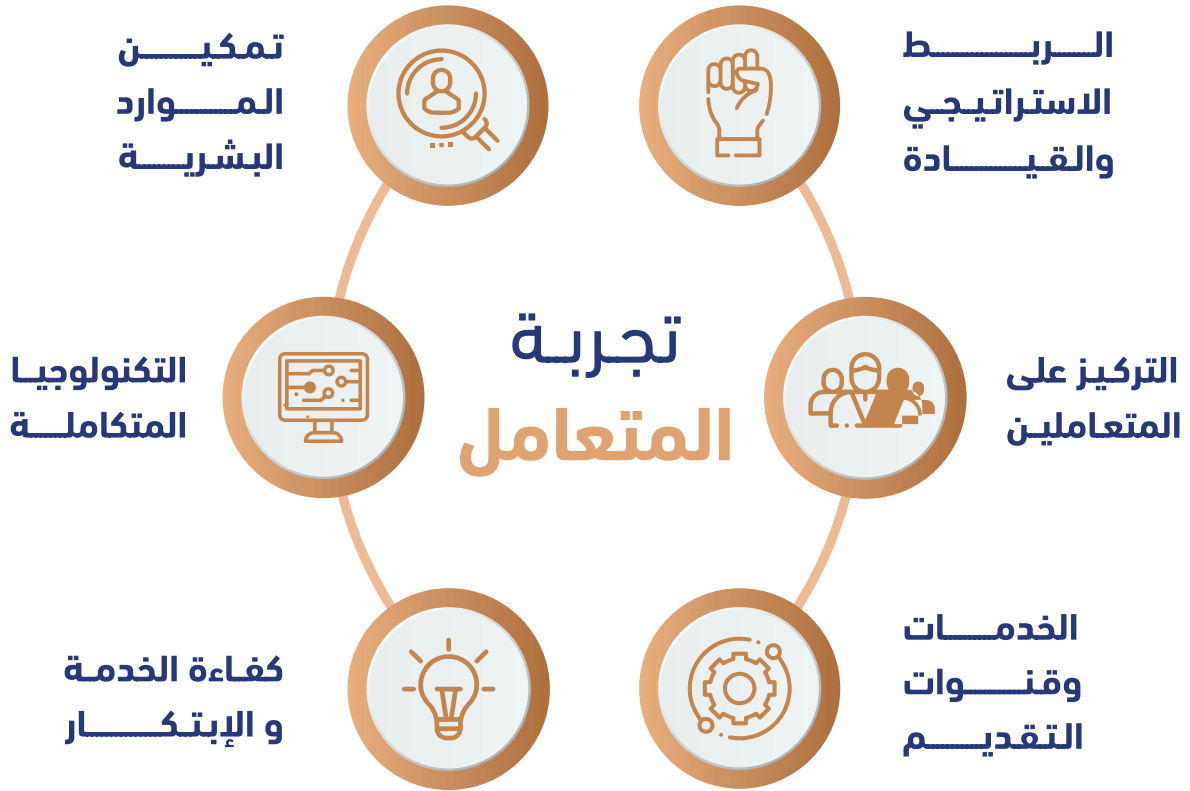 تجربة
المتعامل
الربط
الاستراتيجي
والقيادة
التركيز على
المتعاملين
الخدمات
وقنوات
التقديم
تمكين
الموارد
البشرية
التكنولوجيا
المتكاملة
كفاءة الخدمة
و الإبتكار